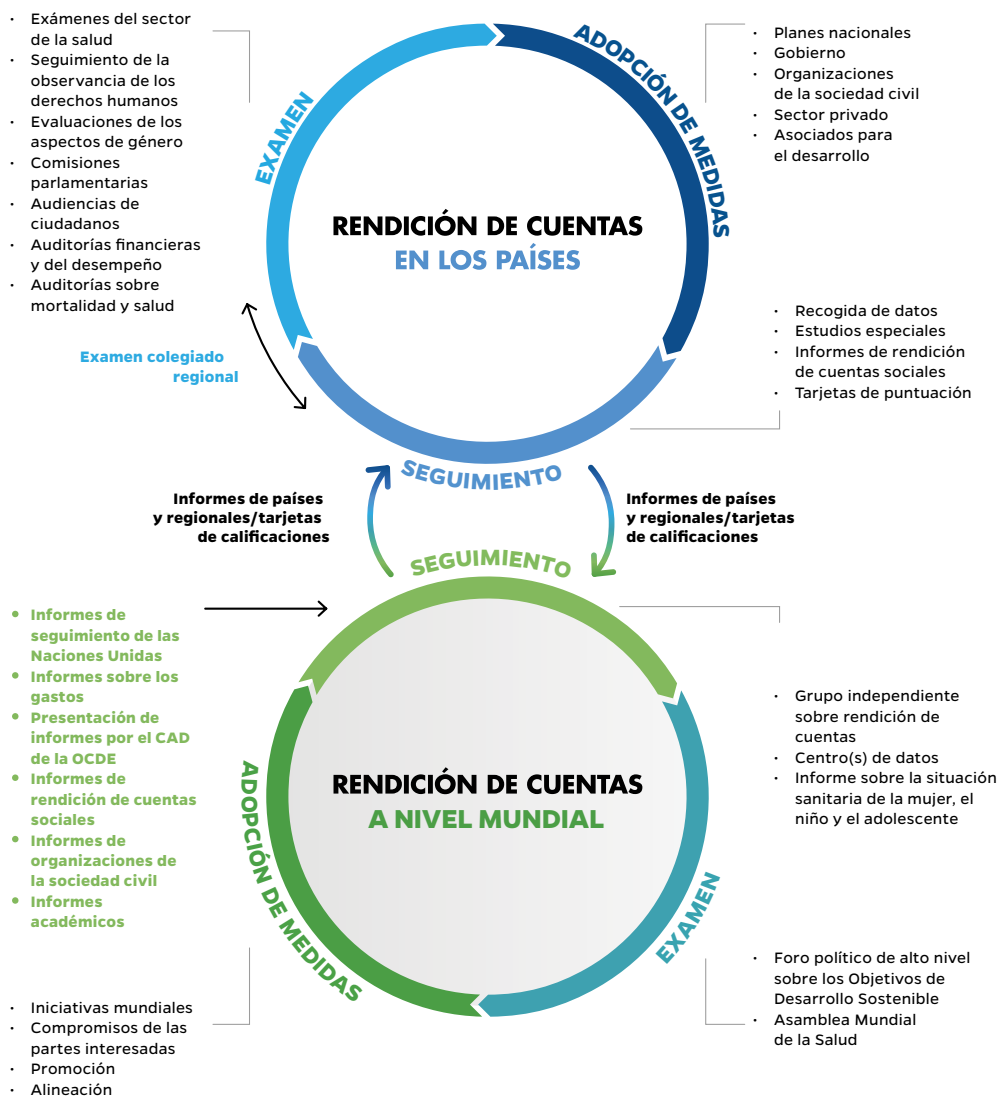 · Exámenes del sector
de la salud
· Seguimiento de la
observancia de los
derechos humanos
· Evaluaciones de los
aspectos de género
· Comisiones
parlamentarias
· Audiencias de
ciudadanos
· Auditorías financieras
y del desempeño
· Auditorías sobre
mortalidad y salud
EXAMEN
ADOPCIÓN DE MEDIDAS
· Planes nacionales
· Gobierno
· Organizaciones
de la sociedad civil
· Sector privado
· Asociados para
el desarrollo
RENDICIÓN DE CUENTAS
EN LOS PAÍSES
· Recogida de datos
· Estudios especiales
· Informes de rendición
de cuentas sociales
· Tarjetas de puntuación
Examen colegiado
regional
SEGUIMIENTO
Informes de países
y regionales/tarjetas
de calificaciones
Informes de países
y regionales/tarjetas
de calificaciones
SEGUIMIENTO
• Informes de
seguimiento de las
Naciones Unidas
• Informes sobre los
gastos
• Presentación de
informes por el CAD
de la OCDE
• Informes de
rendición de cuentas
sociales
• Informes de
organizaciones de
la sociedad civil
• Informes
académicos
· Grupo independiente
sobre rendición de
cuentas
· Centro(s) de datos
· Informe sobre la situación
sanitaria de la mujer, el
niño y el adolescente
RENDICIÓN DE CUENTAS
A NIVEL MUNDIAL
ADOPCIÓN DE MEDIDAS
EXAMEN
· Foro político de alto nivel
sobre los Objetivos de
Desarrollo Sostenible
· Asamblea Mundial
de la Salud
· Iniciativas mundiales
· Compromisos de las
partes interesadas
· Promoción
· Alineación